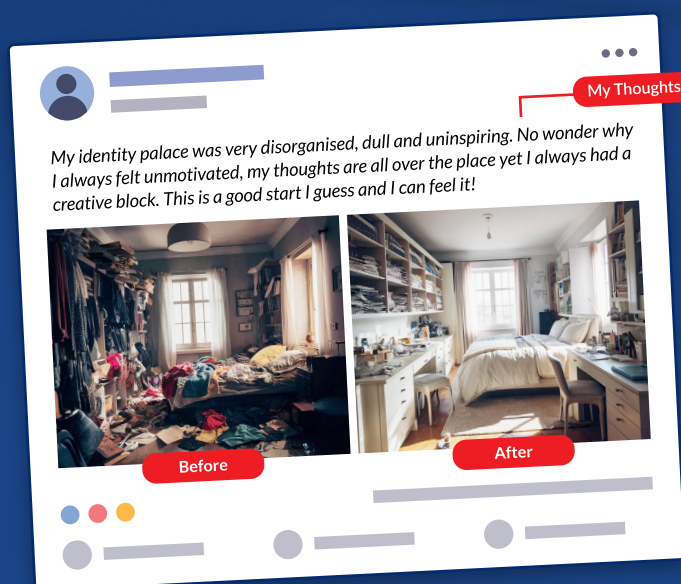 My Thoughts
My identity palace was very disorganised, dull and uninspiring. No wonder why
I always felt unmotivated, my thoughts are all over the place yet I always had a
creative block. This is a good start I guess and I can feel it!
Before
After